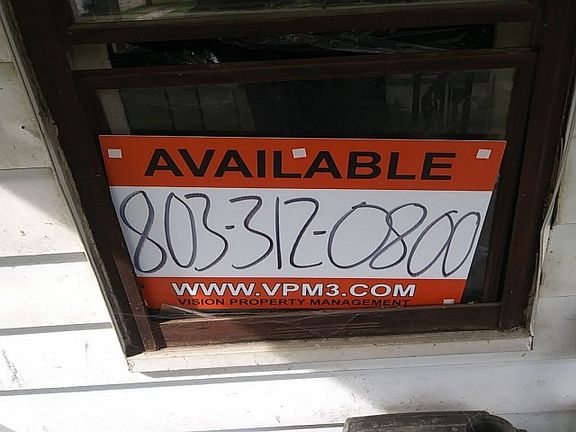 AVAILABLE
803-312-0800
WWW.VPM3.COM
VISION PROPERTY MANAGEMENT